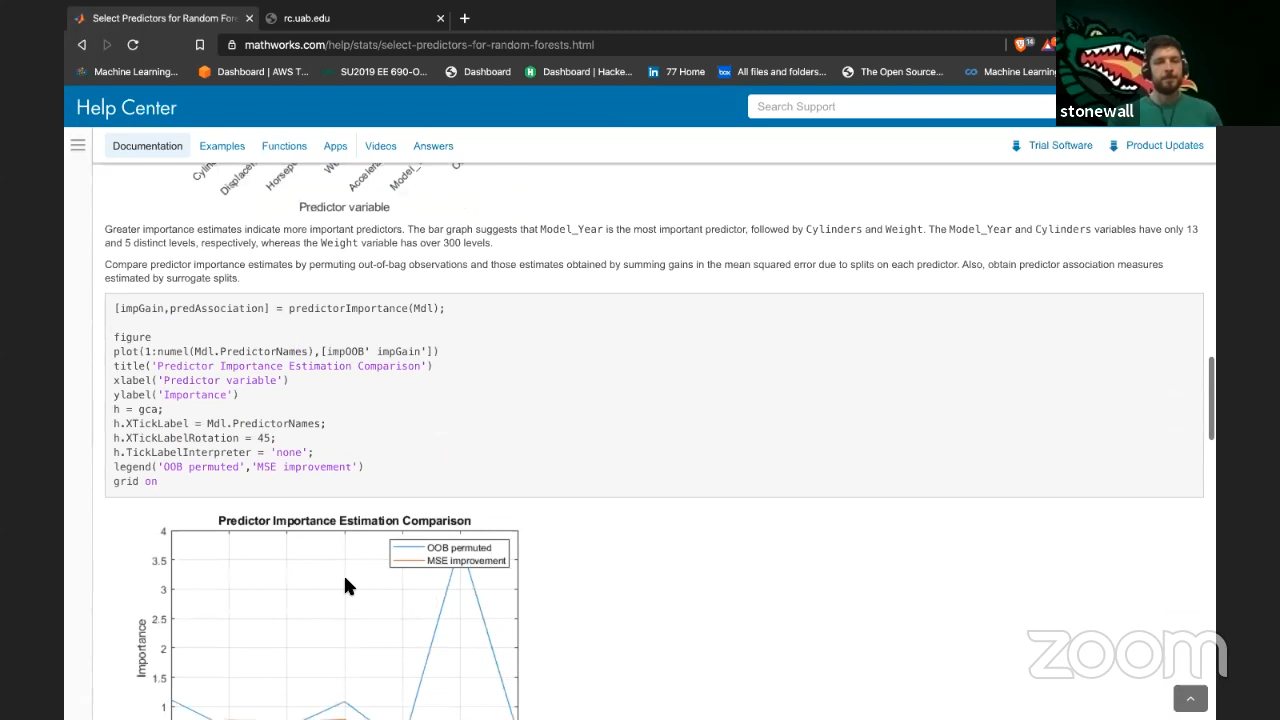 Select Predictors for Random For
rc.uab.edu
mathworks.com/help/stats/select-predictors-for-random-forests.html
14
Machine Learning...
Dashboard | AWS T...
SU2019 EE 690-O...
Dashboard
Dashboard | Hacke...
77 Home
All files and folders...
The Open Source...
Machine Learning
stonewall
Help Center
Search Support
Documentation
Examples
Functions
Apps
Videos
Answers
Trial Software
Product Updates
Predictor variable
Greater importance estimates indicate more important predictors. The bar graph suggests that Model_Year is the most important predictor, followed by Cylinders and Weight. The Model_Year and Cylinders variables have only 13
and 5 distinct levels, respectively, whereas the Weight variable has over 300 levels.
Compare predictor importance estimates by permuting out-of-bag observations and those estimates obtained by summing gains in the mean squared error due to splits on each predictor. Also, obtain predictor association measures
estimated by surrogate splits.
[impGain,predAssociation] = predictorImportance(Mdl);
figure
plot(1:numel(Mdl.PredictorNames),[impOOB' impGain'])
title('Predictor Importance Estimation Comparison')
xlabel('Predictor variable')
ylabel('Importance')
h = gca;
h.XTickLabel = Mdl.PredictorNames;
h.XTickLabelRotation = 45;
h.TickLabelInterpreter = 'none';
legend('OOB permuted','MSE improvement')
grid on
Predictor Importance Estimation Comparison
4
3.5
3
2.5
2
1.5
1
Importance
OOB permuted
MSE improvement
zoom